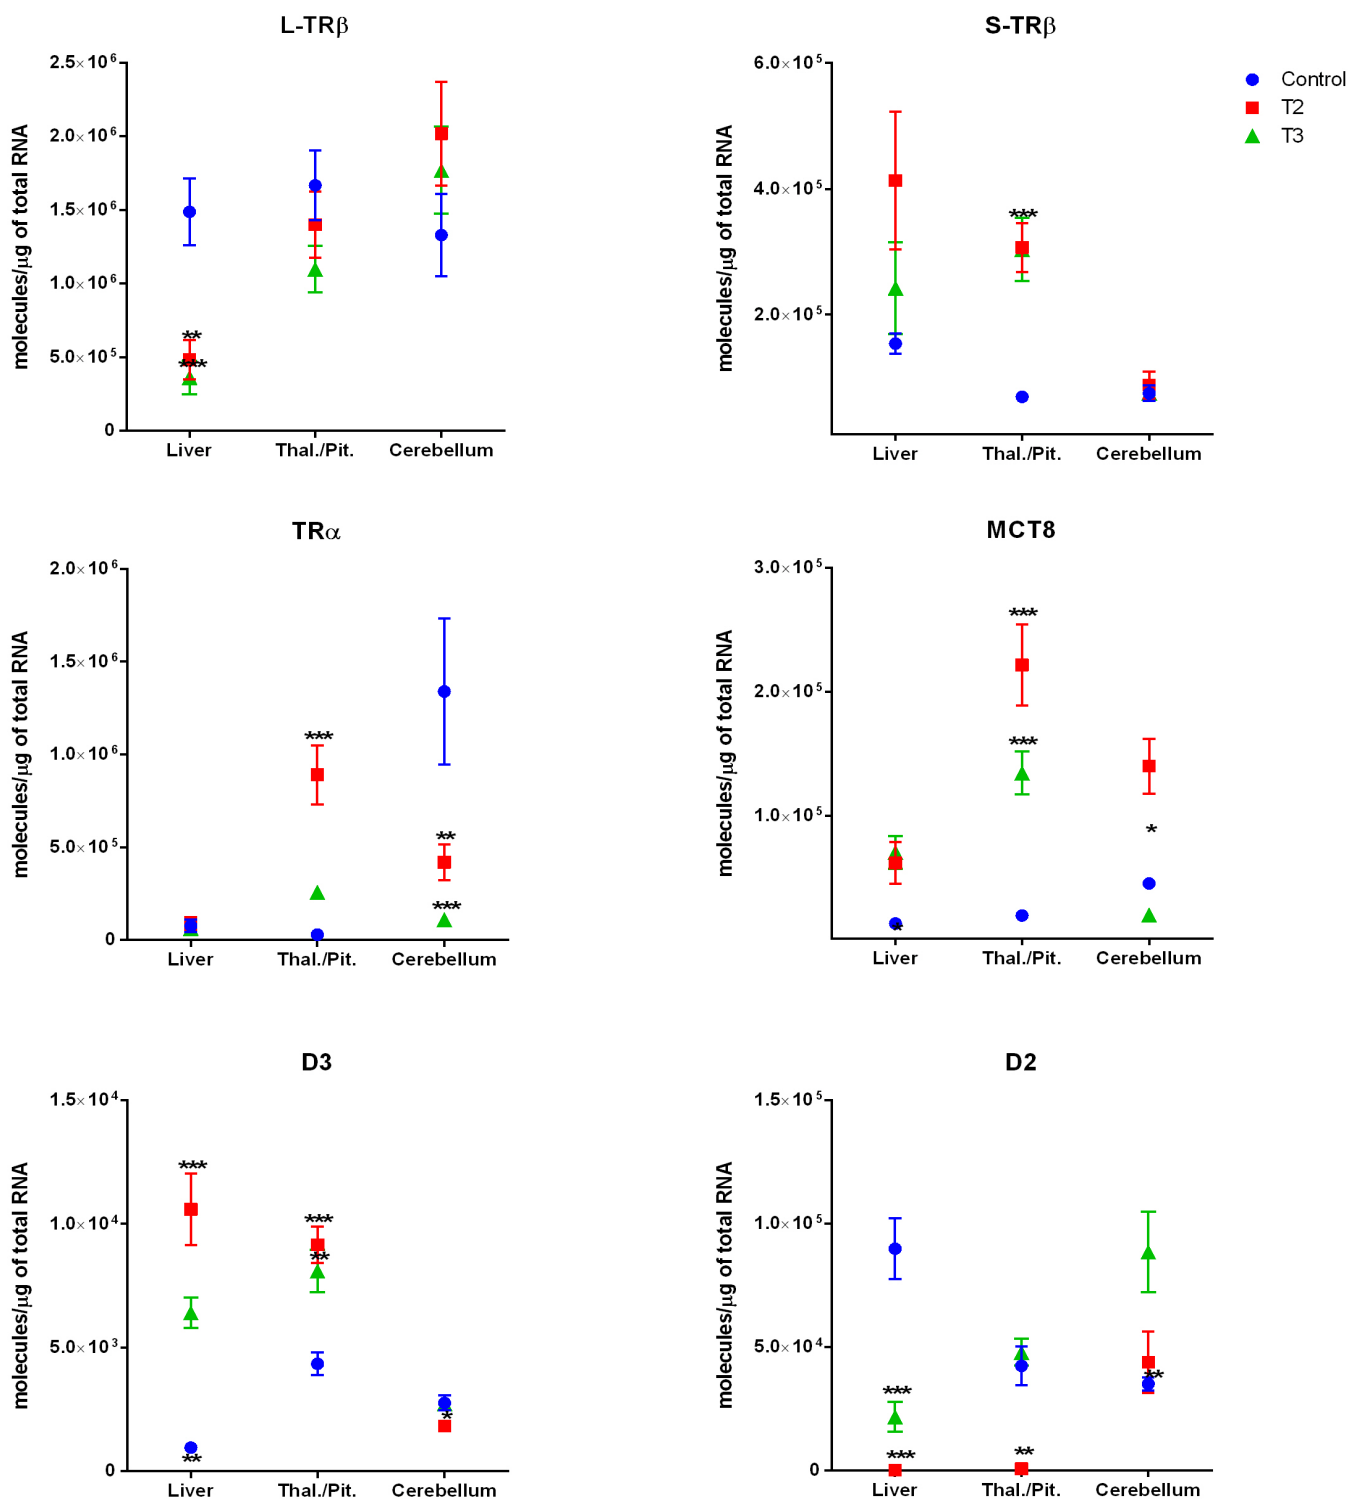 L-TRβ
2.5×10⁶
2.0×10⁶
1.5×10⁶
1.0×10⁶
5.0×10⁵
0
molecules/μg of total RNA
**
***
Liver Thal./Pit. Cerebellum
S-TRβ
6.0×10⁵
4.0×10⁵
2.0×10⁵
molecules/μg of total RNA
***
Liver Thal./Pit. Cerebellum
Control
T2
T3
TRα
2.0×10⁶
1.5×10⁶
1.0×10⁶
5.0×10⁵
0
molecules/μg of total RNA
***
**
***
Liver Thal./Pit. Cerebellum
MCT8
3.0×10⁵
2.0×10⁵
1.0×10⁵
molecules/μg of total RNA
***
***
*
*
Liver Thal./Pit. Cerebellum
D3
1.5×10⁴
1.0×10⁴
5.0×10³
0
molecules/μg of total RNA
***
***
**
*
**
Liver Thal./Pit. Cerebellum
D2
1.5×10⁵
1.0×10⁵
5.0×10⁴
0
molecules/μg of total RNA
**
***
***
**
Liver Thal./Pit. Cerebellum